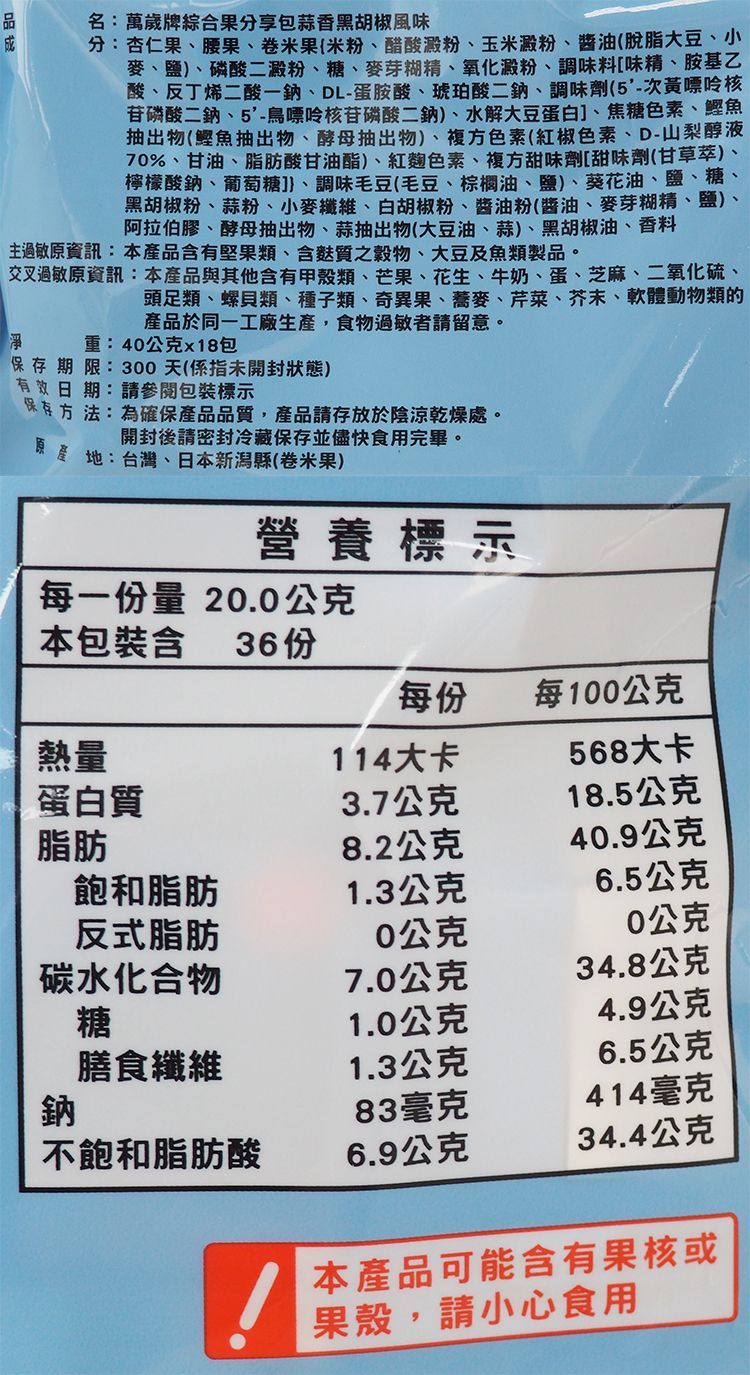 品名：萬歲牌綜合果分享包蒜香黑胡椒風味
成分：杏仁果、腰果、卷米果{米粉、醋酸澱粉、玉米澱粉、醬油(脫脂大豆、小
麥、鹽)、磷酸二澱粉、糖、麥芽糊精、氧化澱粉、調味料[味精、胺基乙
酸、反丁烯二酸一鈉、DL-蛋胺酸、琥珀酸二鈉、調味劑(5'-次黃嘌呤核
苷磷酸二鈉、5'-鳥嘌呤核苷磷酸二鈉)、水解大豆蛋白]、焦糖色素、鰹魚
抽出物(鰹魚抽出物、酵母抽出物)、複方色素(紅椒色素、D-山梨醇液
70%、甘油、脂肪酸甘油酯)、紅麴色素、複方甜味劑[甜味劑(甘草萃)、
檸檬酸鈉、葡萄糖]}、調味毛豆(毛豆、棕櫚油、鹽)、葵花油、鹽、糖、
黑胡椒粉、蒜粉、小麥纖維、白胡椒粉、醬油粉(醬油、麥芽糊精、鹽)、
阿拉伯膠、酵母抽出物、蒜抽出物(大豆油、蒜)、黑胡椒油、香料
主過敏原資訊：本產品含有堅果類、含麩質之穀物、大豆及魚類製品。
交叉過敏原資訊：本產品與其他含有甲殼類、芒果、花生、牛奶、蛋、芝麻、二氧化硫、
頭足類、螺貝類、種子類、奇異果、蕎麥、芹菜、芥末、軟體動物類的
產品於同一工廠生產，食物過敏者請留意。
淨重：40公克x18包
保存期限：300 天(係指未開封狀態)
有效日期：請參閱包裝標示
保存方法：為確保產品品質，產品請存放於陰涼乾燥處。
開封後請密封冷藏保存並儘快食用完畢。
原產地：台灣、日本新潟縣(卷米果)
營養標示
每一份量 20.0公克
本包裝含 36份
每份 每100公克
熱量 114大卡 568大卡
蛋白質 3.7公克 18.5公克
脂肪 8.2公克 40.9公克
飽和脂肪 1.3公克 6.5公克
反式脂肪 0公克 0公克
碳水化合物 7.0公克 34.8公克
糖 1.0公克 4.9公克
膳食纖維 1.3公克 6.5公克
鈉 83毫克 414毫克
不飽和脂肪酸 6.9公克 34.4公克
本產品可能含有果核或
果殼，請小心食用